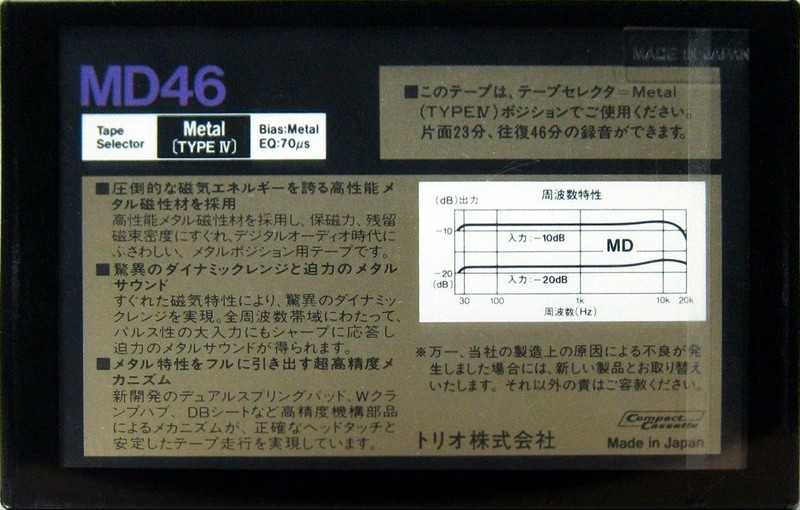 MADE IN JAPAN
MD46
Tape
Selector
Metal
(TYPE Ⅳ)
Bias:Metal
EQ:70μs
■このテープは、テープセレクタ=Metal
(TYPEⅣ)ポジションでご使用ください。
片面23分、往復46分の録音ができます。
■圧倒的な磁気エネルギーを誇る高性能メ
タル磁性材を採用
高性能メタル磁性材を採用し、保磁力、残留
磁束密度にすぐれ、デジタルオーディオ時代に
ふさわしい、メタルポジション用テープです。
■驚異のダイナミックレンジと迫力のメタル
サウンド
すぐれた磁気特性により、驚異のダイナミッ
クレンジを実現。全周波数帯域にわたって、
パルス性の大入力にもシャープに応答し
迫力のメタルサウンドが得られます。
■メタル特性をフルに引き出す超高精度メ
カニズム
新開発のデュアルスプリングパッド、Wクラ
ンプハブ、DBシートなど高精度機構部品
によるメカニズムが、正確なヘッドタッチと
安定したテープ走行を実現しています。
周波数特性
(dB)出力
-10
入力:-10dB
MD
-20
(dB)
入力:-20dB
30 100 1k 10k 20k
周波数(Hz)
※万一、当社の製造上の原因による不良が発
生しました場合には、新しい製品とお取り替え
いたします。それ以外の責はご容赦ください。
Compact
Cassette
トリオ株式会社
Made in Japan